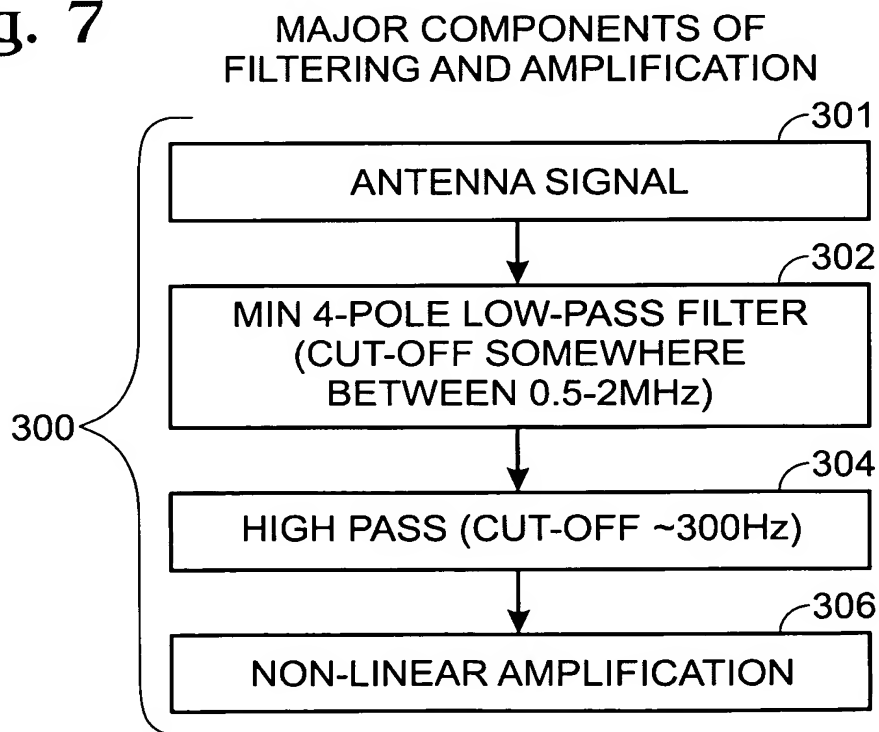 g. 7
MAJOR COMPONENTS OF
FILTERING AND AMPLIFICATION
301
ANTENNA SIGNAL
302
MIN 4-POLE LOW-PASS FILTER
(CUT-OFF SOMEWHERE
BETWEEN 0.5-2MHz)
300
304
HIGH PASS (CUT-OFF ~300Hz)
306
NON-LINEAR AMPLIFICATION